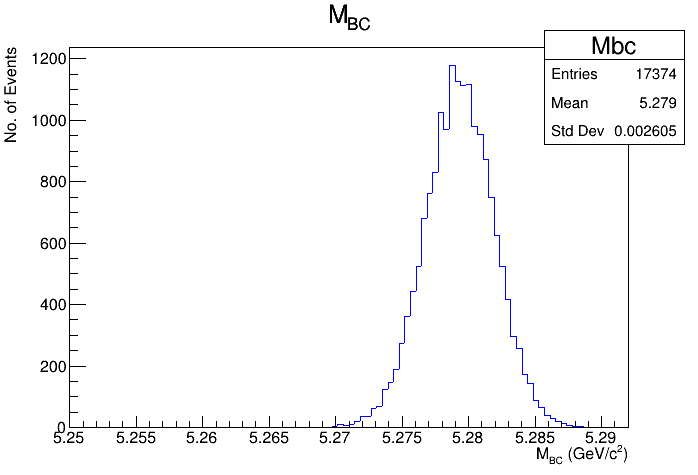 M_BC
Mbc
Entries 17374
Mean 5.279
Std Dev 0.002605
No. of Events
1200
1000
800
600
400
200
0
5.25 5.255 5.26 5.265 5.27 5.275 5.28 5.285 5.29
M_BC (GeV/c²)